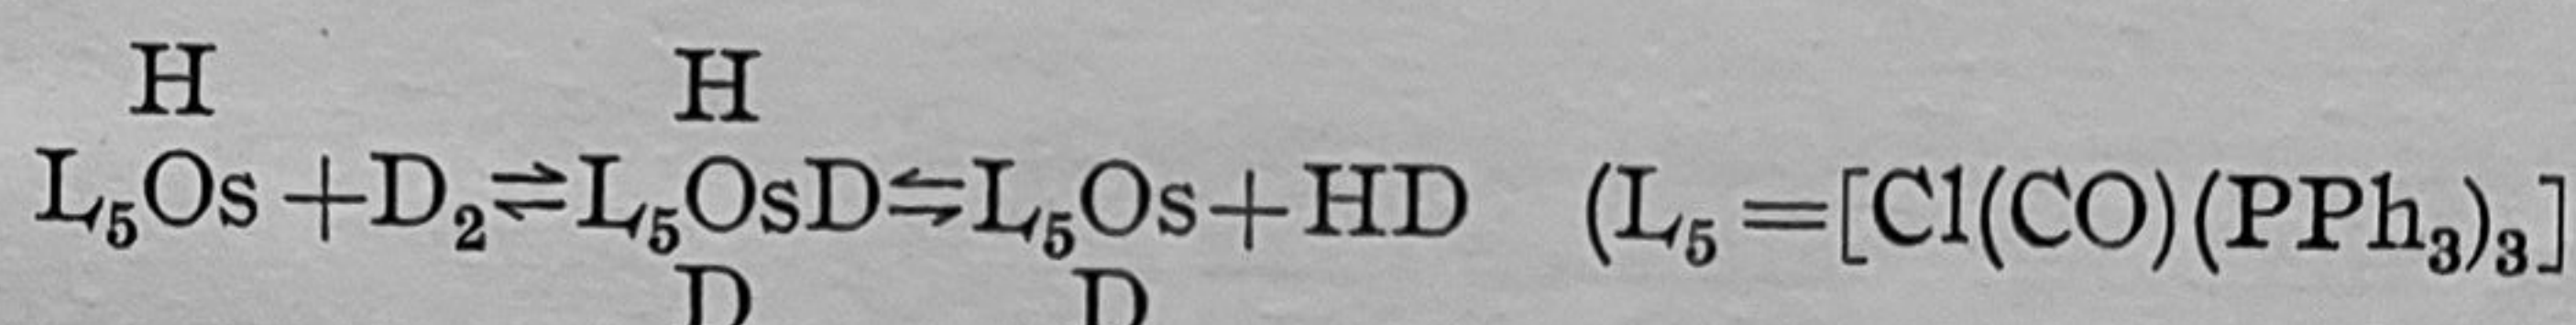 H H
L₅Os + D₂ ⇌ L₅OsD ⇆ L₅Os + HD (L₅ = [Cl(CO)(PPh₃)₃]
D D